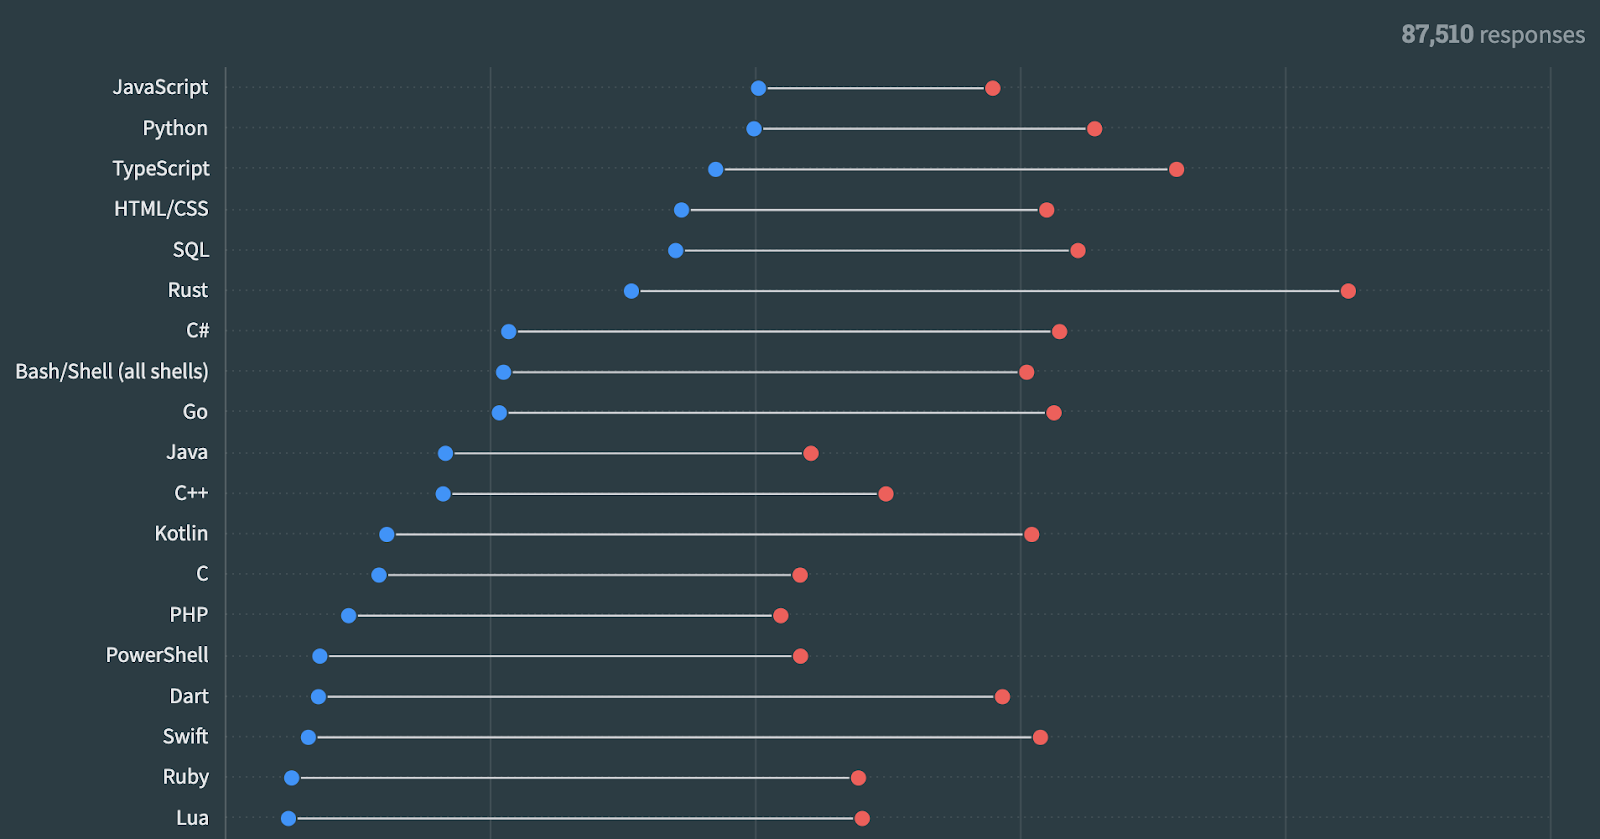 87,510 responses
JavaScript
Python
TypeScript
HTML/CSS
SQL
Rust
C#
Bash/Shell (all shells)
Go
Java
C++
Kotlin
C
PHP
PowerShell
Dart
Swift
Ruby
Lua